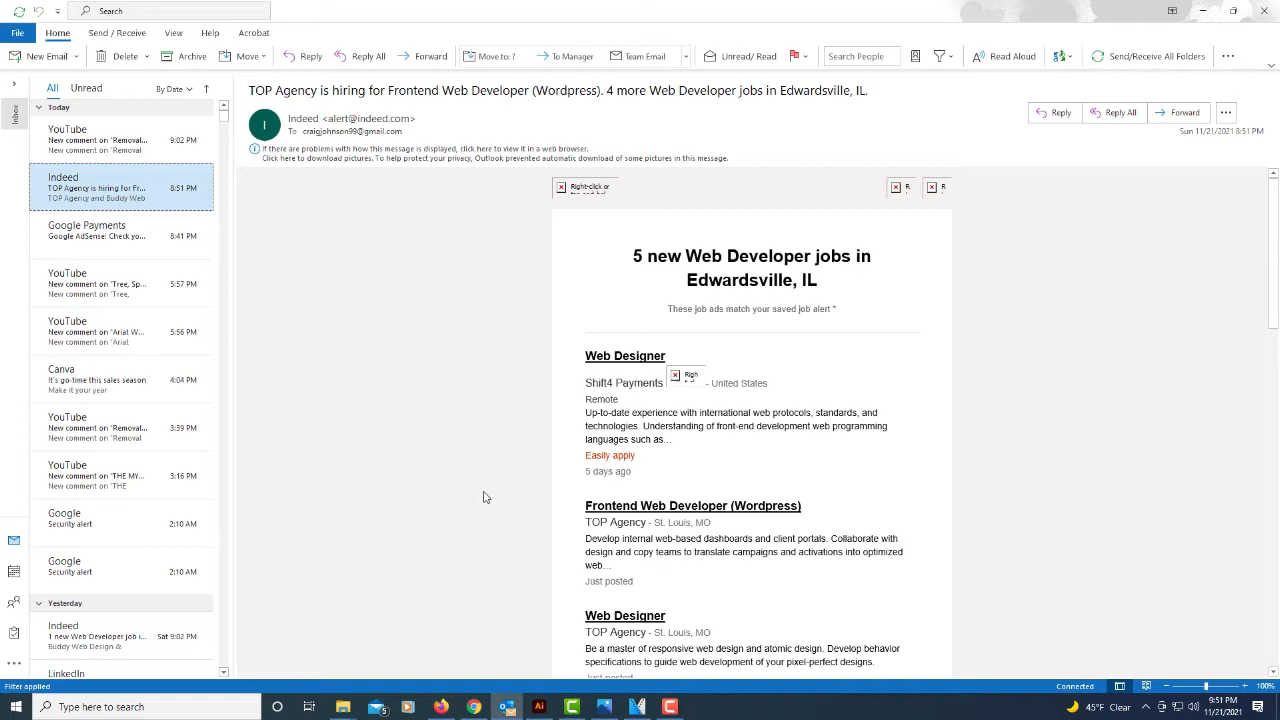 Search
File Home Send / Receive View Help Acrobat
New Email Delete Archive Move Reply Reply All Forward Move to: ? To Manager Team Email Unread/ Read Search People Read Aloud Send/Receive All Folders
Inbox
All Unread By Date
Today
YouTube
New comment on "Removal... 9:02 PM
New comment on "Removal
Indeed
TOP Agency is hiring for Fr... 8:51 PM
TOP Agency and Buddy Web
Google Payments
Google AdSense: Check yo... 8:41 PM
YouTube
New comment on "Tree, Sp... 5:57 PM
New comment on "Tree,
YouTube
New comment on "Ariat W... 5:56 PM
New comment on "Ariat
Canva
It's go-time this sales season 4:04 PM
Make it your year
YouTube
New comment on "Removal... 3:39 PM
New comment on "Removal
YouTube
New comment on "THE MY... 3:16 PM
New comment on "THE
Google
Security alert 2:10 AM
Google
Security alert 2:10 AM
Yesterday
Indeed
1 new Web Developer job i... Sat 9:02 PM
Buddy Web Design &
LinkedIn
TOP Agency is hiring for Frontend Web Developer (Wordpress). 4 more Web Developer jobs in Edwardsville, IL.
I
Indeed <alert@indeed.com>
To craigjohnson99@gmail.com
Reply Reply All Forward
Sun 11/21/2021 8:51 PM
If there are problems with how this message is displayed, click here to view it in a web browser.
Click here to download pictures. To help protect your privacy, Outlook prevented automatic download of some pictures in this message.
Right-click or
R
R
5 new Web Developer jobs in
Edwardsville, IL
These job ads match your saved job alert *
Web Designer
Righ
Shift4 Payments - United States
Remote
Up-to-date experience with international web protocols, standards, and
technologies. Understanding of front-end development web programming
languages such as…
Easily apply
5 days ago
Frontend Web Developer (Wordpress)
TOP Agency - St. Louis, MO
Develop internal web-based dashboards and client portals. Collaborate with
design and copy teams to translate campaigns and activations into optimized
web…
Just posted
Web Designer
TOP Agency - St. Louis, MO
Be a master of responsive web design and atomic design. Develop behavior
specifications to guide web development of your pixel-perfect designs.
Just posted
Filter applied
Connected
100%
Type here to search
5
Ai
45°F Clear
9:51 PM
11/21/2021